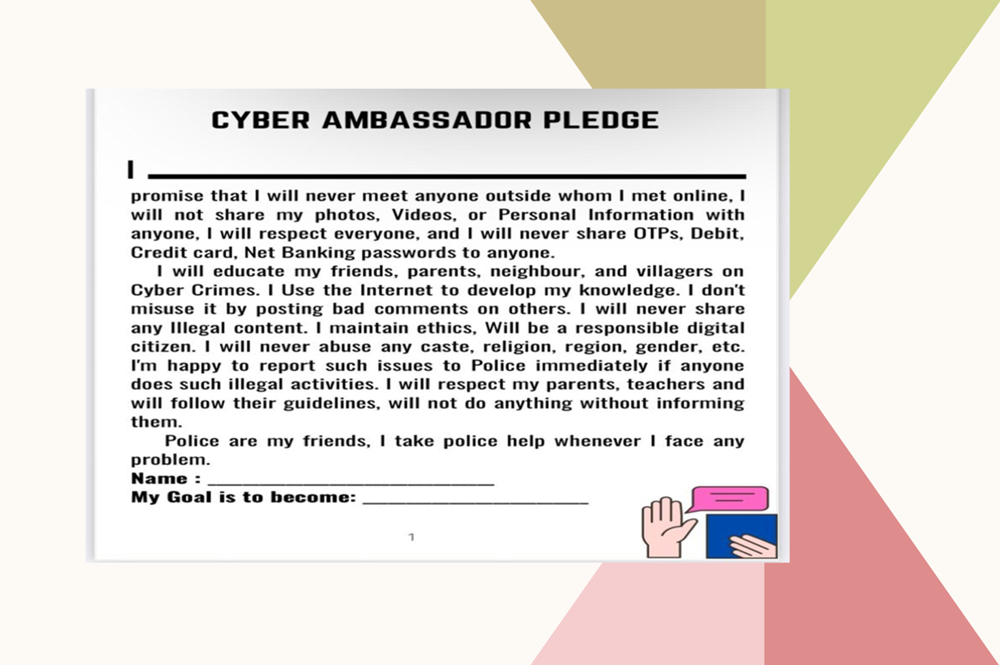 CYBER AMBASSADOR PLEDGE
I ____________________
promise that I will never meet anyone outside whom I met online, I
will not share my photos, Videos, or Personal Information with
anyone, I will respect everyone, and I will never share OTPs, Debit,
Credit card, Net Banking passwords to anyone.
I will educate my friends, parents, neighbour, and villagers on
Cyber Crimes. I Use the Internet to develop my knowledge. I don't
misuse it by posting bad comments on others. I will never share
any Illegal content. I maintain ethics, Will be a responsible digital
citizen. I will never abuse any caste, religion, region, gender, etc.
I'm happy to report such issues to Police immediately if anyone
does such illegal activities. I will respect my parents, teachers and
will follow their guidelines, will not do anything without informing
them.
Police are my friends, I take police help whenever I face any
problem.
Name : ____________________
My Goal is to become: ____________________
1